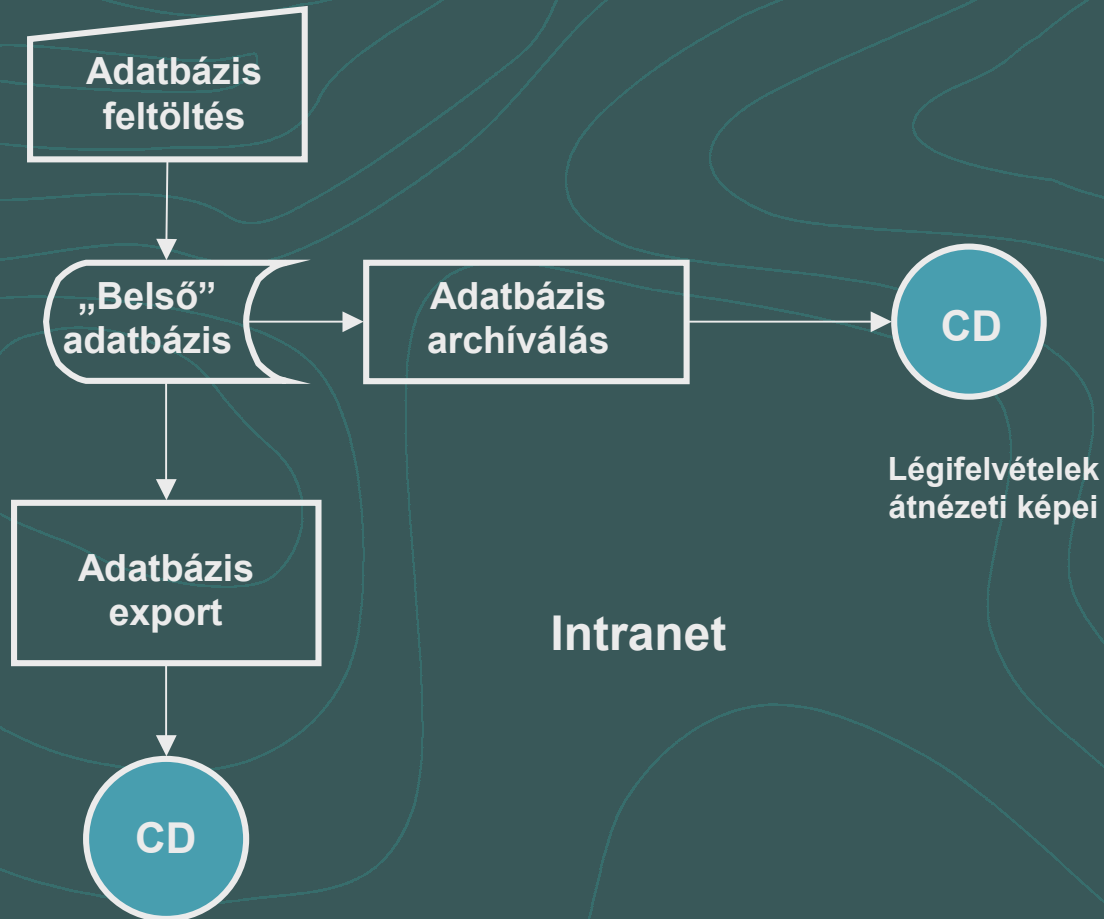 Adatbázis
feltöltés
„Belső”
adatbázis
Adatbázis
archíválás
CD
Légifelvételek
átnézeti képei
Adatbázis
export
Intranet
CD